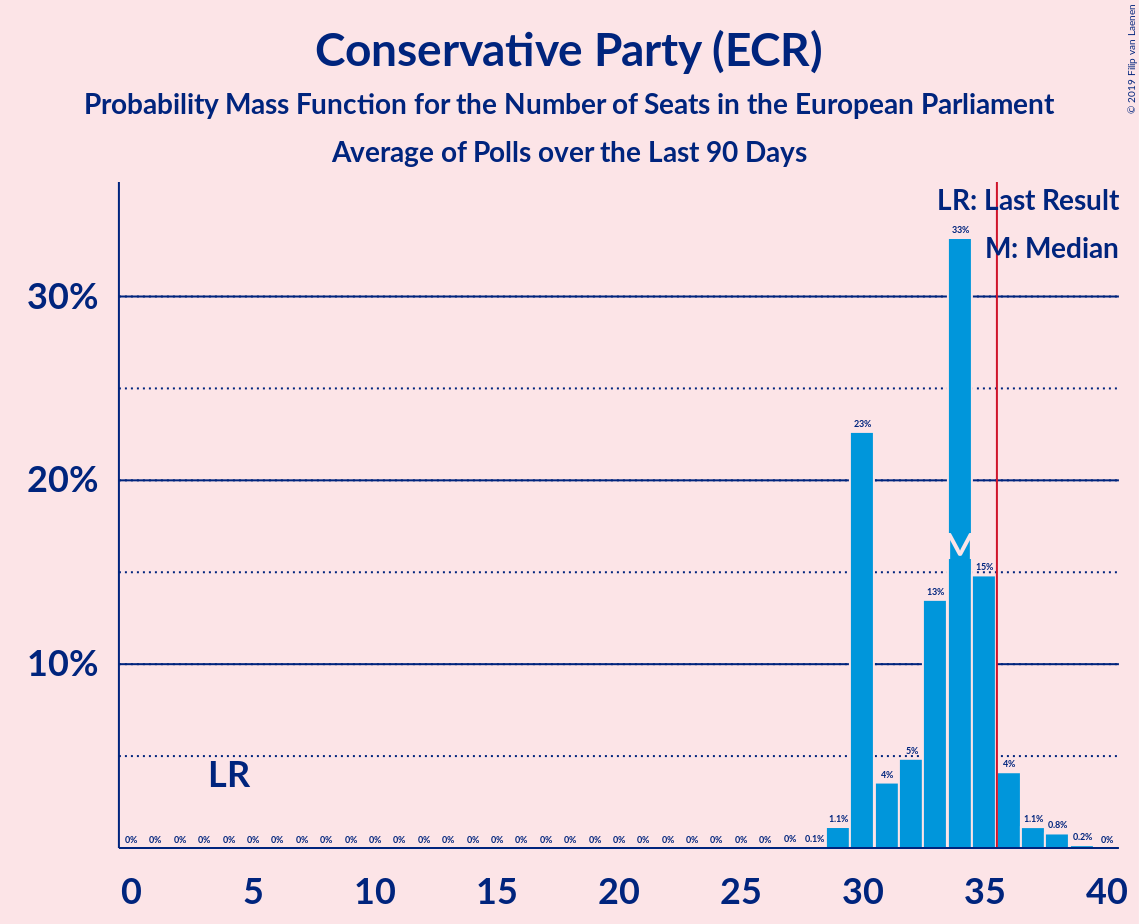 Conservative Party (ECR)
Probability Mass Function for the Number of Seats in the European Parliament
Average of Polls over the Last 90 Days
© 2019 Filip van Laenen
LR: Last Result
M: Median
30%
20%
10%
33%
23%
M
15%
13%
LR
5%
4%
4%
0% 0% 0% 0% 0% 0% 0% 0% 0% 0% 0% 0% 0% 0% 0% 0% 0% 0% 0% 0% 0% 0% 0% 0% 0% 0% 0% 0% 0.1% 1.1% 1.1% 0.8% 0.2% 0%
0 5 10 15 20 25 30 35 40